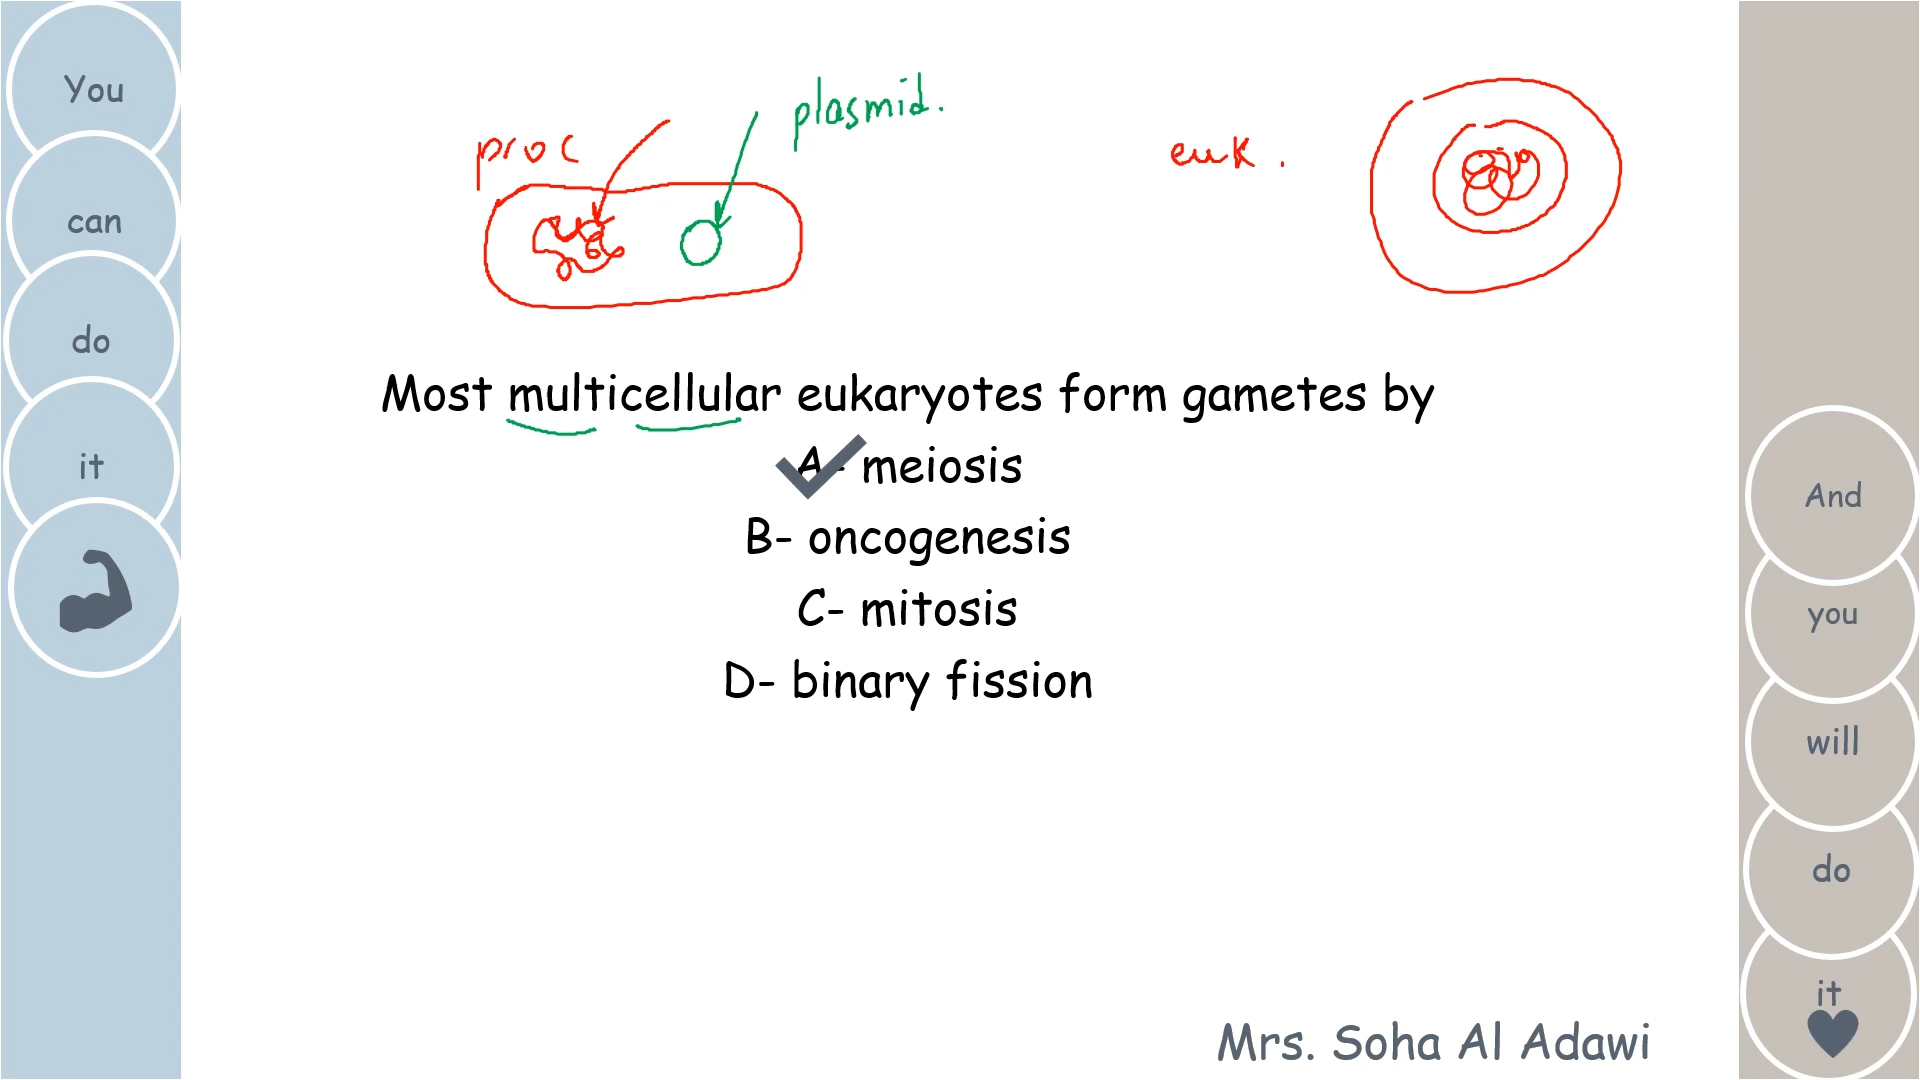 You
can
do
it
proc
plasmid.
euk.
Most multicellular eukaryotes form gametes by
A- meiosis
B- oncogenesis
C- mitosis
D- binary fission
And
you
will
do
it
Mrs. Soha Al Adawi